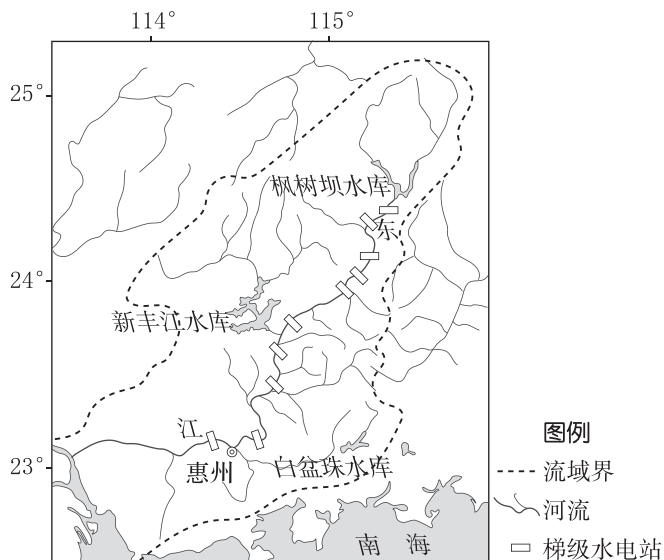 114° 115°
25°
枫树坝水库
东
24°
新丰江水库
江
23°
惠州
白盆珠水库
南 海
图例
流域界
河流
梯级水电站